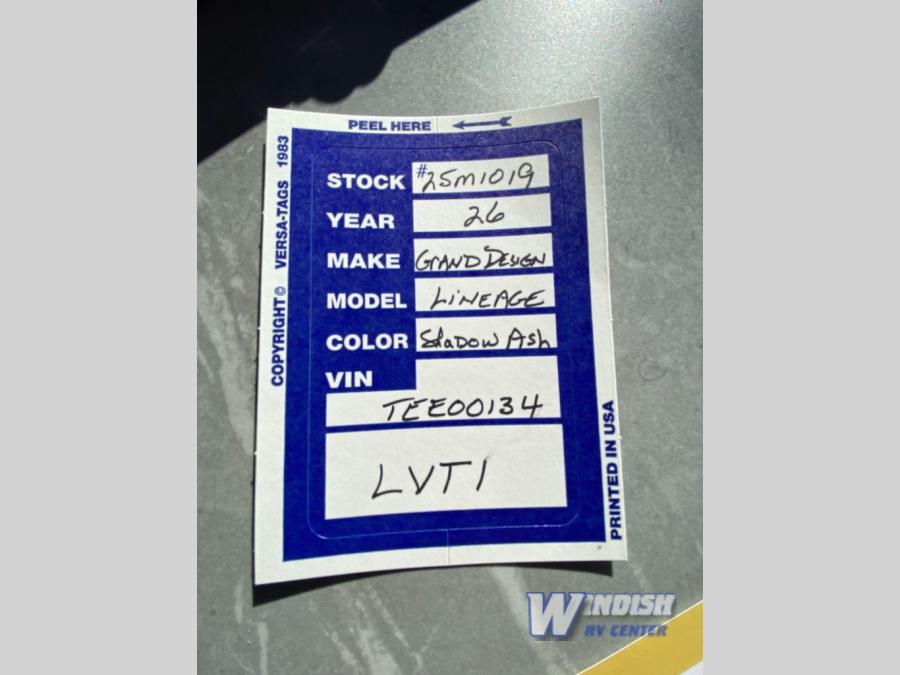 PEEL HERE
COPYRIGHT © VERSA-TAGS 1983
STOCK #25M1019
YEAR 26
MAKE GRAND DESIGN
MODEL LINEAGE
COLOR SHADOW ASh
VIN
TEE00134
LVT1
PRINTED IN USA
WINDISH
RV CENTER